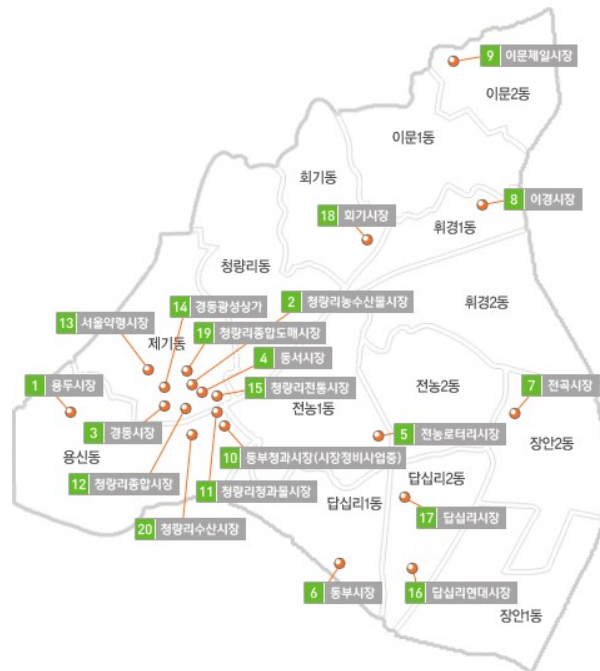 9 이문제일시장
이문2동
이문1동
회기동
8 이경시장
18 회기시장
휘경1동
청량리동
14 경동광성상가
2 청량리농수산물시장
휘경2동
13 서울약령시장
19 청량리종합도매시장
제기동
4 동서시장
1 용두시장
15 청량리전통시장
전농2동
7 전곡시장
전농1동
3 경동시장
5 전농로터리시장
장안2동
용신동
10 동부청과시장(시장정비사업중)
12 청량리종합시장
11 청량리청과물시장
답십리2동
답십리1동
17 답십리시장
20 청량리수산시장
6 동부시장
16 답십리현대시장
장안1동